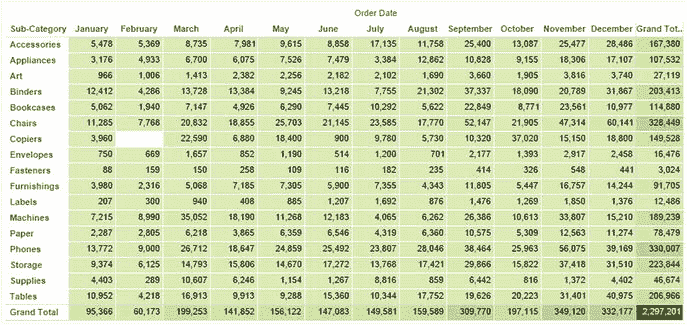 Order Date
Sub-Category January February March April May June July August September October November December Grand Tot..
Accessories 5,478 5,369 8,735 7,981 9,615 8,858 17,135 11,758 25,400 13,087 25,477 28,486 167,380
Appliances 3,176 4,933 6,700 6,075 7,526 7,479 3,384 12,862 10,828 9,155 18,306 17,107 107,532
Art 966 1,006 1,413 2,382 2,256 2,182 2,102 1,690 3,660 1,905 3,816 3,740 27,119
Binders 12,412 4,286 13,728 13,384 9,245 13,218 7,755 21,302 37,337 18,090 20,789 31,867 203,413
Bookcases 5,062 1,940 7,147 4,926 6,290 7,445 10,292 5,622 22,849 8,771 23,561 10,977 114,880
Chairs 11,285 7,768 20,832 18,855 25,703 21,145 23,585 17,770 52,147 21,905 47,314 60,141 328,449
Copiers 3,960 22,590 6,880 18,400 900 9,780 5,730 10,320 37,020 15,150 18,800 149,528
Envelopes 750 669 1,657 852 1,190 514 1,200 701 2,177 1,393 2,917 2,458 16,476
Fasteners 88 159 150 258 109 116 182 235 414 326 548 441 3,024
Furnishings 3,980 2,316 5,068 7,185 7,305 5,900 7,355 4,343 11,805 5,447 16,757 14,244 91,705
Labels 207 300 940 408 885 1,207 1,692 876 1,476 1,269 1,850 1,376 12,486
Machines 7,215 8,990 35,052 18,190 11,268 12,183 4,065 6,262 26,386 10,613 33,807 15,210 189,239
Paper 2,287 2,805 6,218 3,865 6,359 6,546 4,319 6,360 10,575 5,309 12,563 11,274 78,479
Phones 13,772 9,000 26,712 18,647 24,859 25,492 23,807 28,046 38,464 25,963 56,075 39,169 330,007
Storage 9,374 6,125 14,793 15,806 14,670 17,272 13,768 17,421 29,866 15,822 37,418 31,510 223,844
Supplies 4,403 289 10,607 6,246 1,154 1,267 8,816 859 6,442 816 1,372 4,402 46,674
Tables 10,952 4,218 16,913 9,913 9,288 15,360 10,344 17,752 19,626 20,223 31,401 40,975 206,966
Grand Total 95,366 60,173 199,253 141,852 156,122 147,083 149,581 159,589 309,770 197,115 349,120 332,177 2,297,201